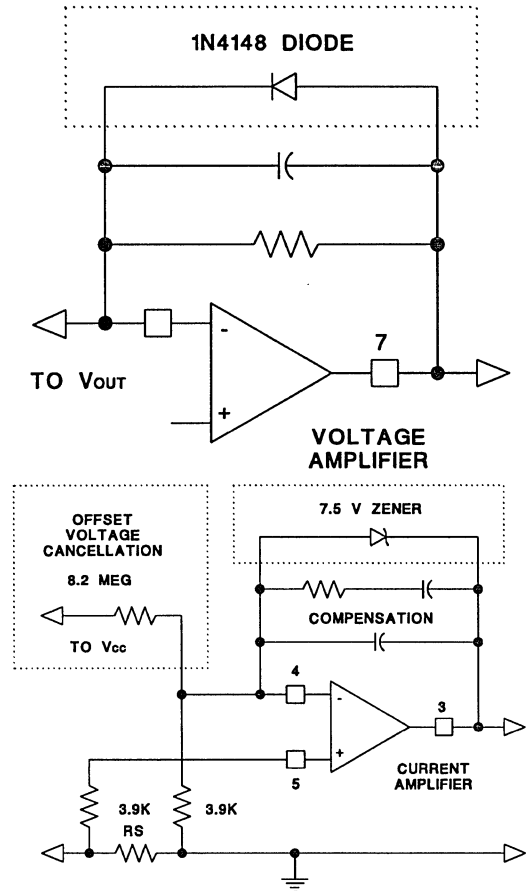 1N4148 DIODE
-
7
TO VOUT
+
VOLTAGE
AMPLIFIER
OFFSET
VOLTAGE
CANCELLATION
8.2 MEG
TO Vcc
7.5 V ZENER
COMPENSATION
4
-
3
+
5
CURRENT
AMPLIFIER
3.9K
3.9K
RS